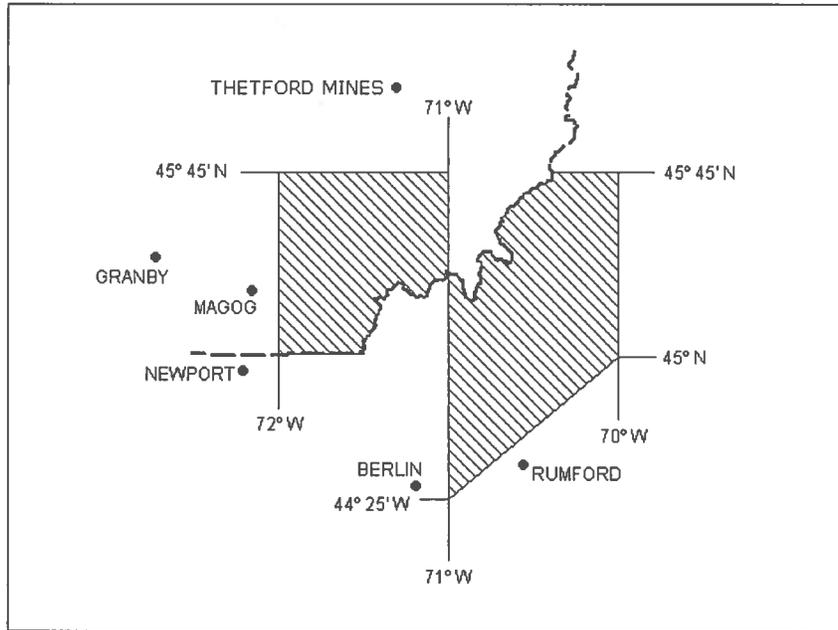 THETFORD MINES
71° W
45° 45' N
45° 45' N
GRANBY
MAGOG
NEWPORT
45° N
72° W
70° W
BERLIN
RUMFORD
44° 25' W
71° W